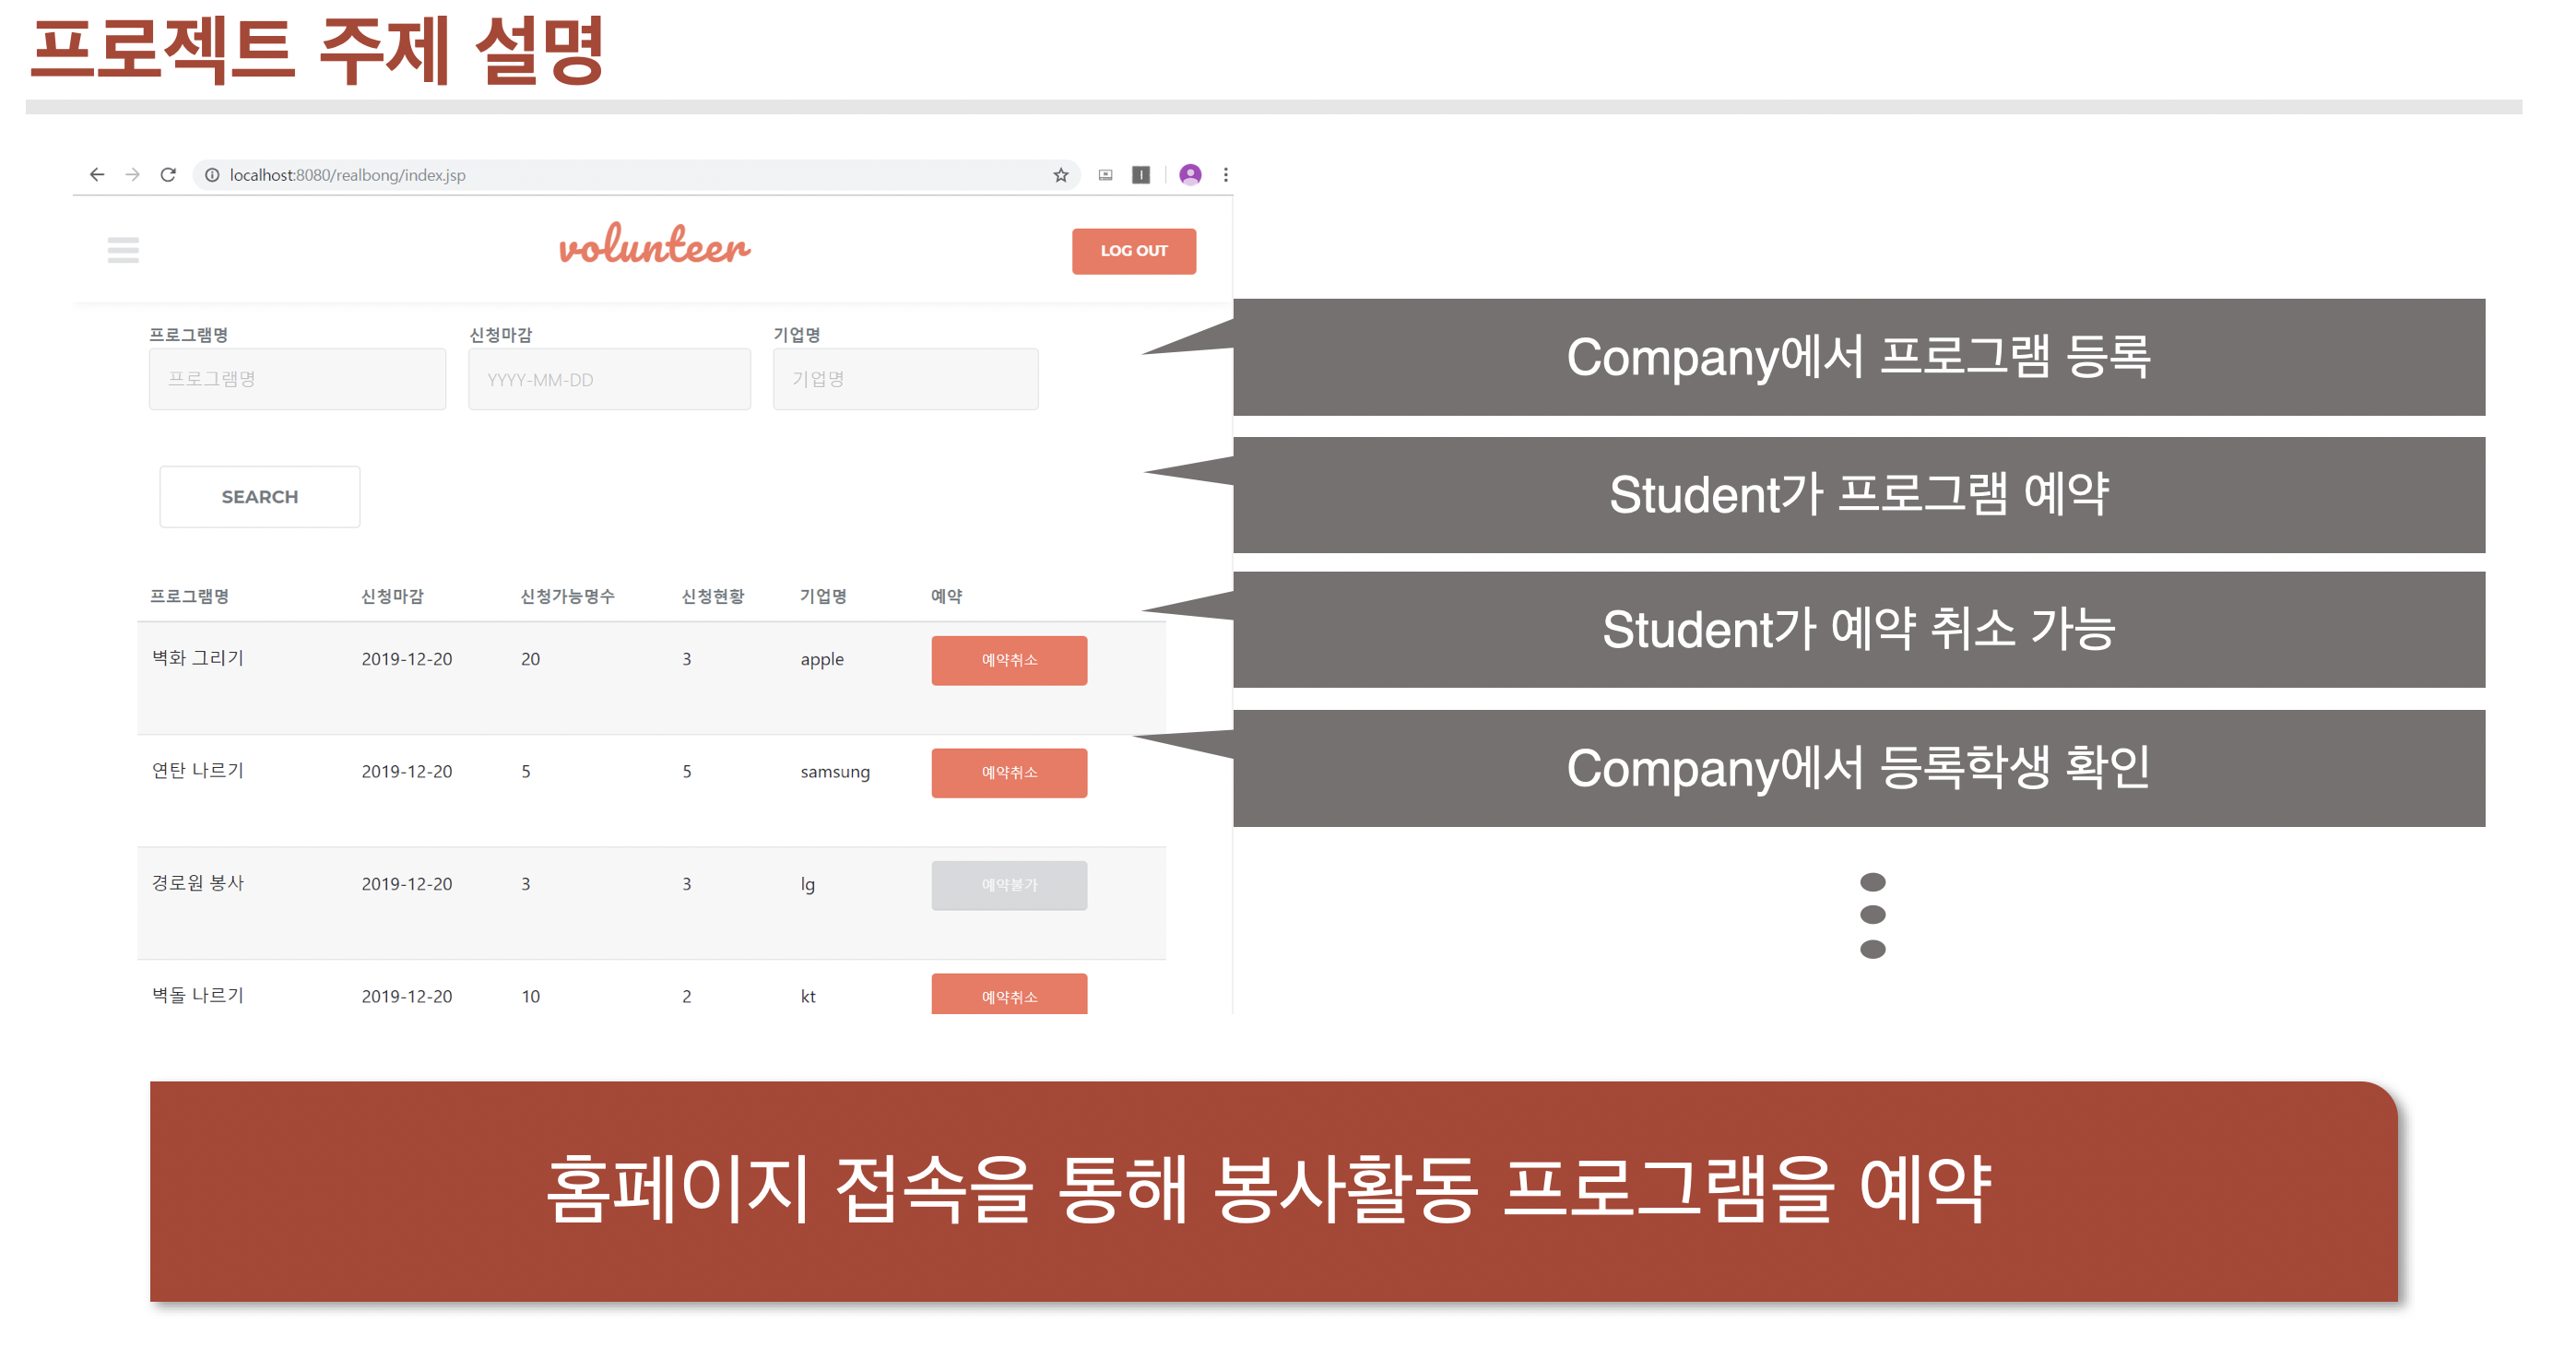 프로젝트 주제 설명
localhost:8080/realbong/index.jsp
volunteer
LOG OUT
프로그램명 신청마감 기업명
프로그램명 YYYY-MM-DD 기업명
SEARCH
프로그램명 신청마감 신청가능명수 신청현황 기업명 예약
벽화 그리기 2019-12-20 20 3 apple 예약취소
연탄 나르기 2019-12-20 5 5 samsung 예약취소
경로원 봉사 2019-12-20 3 3 lg 예약불가
벽돌 나르기 2019-12-20 10 2 kt 예약취소
Company에서 프로그램 등록
Student가 프로그램 예약
Student가 예약 취소 가능
Company에서 등록학생 확인
홈페이지 접속을 통해 봉사활동 프로그램을 예약